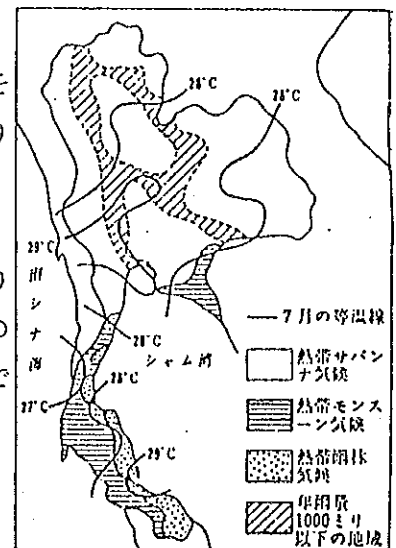 28°C
28°C
29°C
南シナ海
28°C
シャム湾
27°C
28°C
29°C
7月の等温線
熱帯サバン
ナ気候
熱帯モンス
ーン気候
熱帯雨林
気候
年雨量
1000ミリ
以下の地域